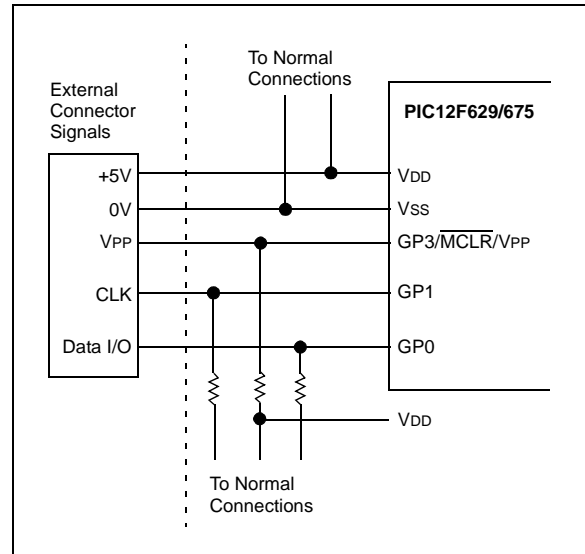 To Normal
Connections
External
Connector
Signals
PIC12F629/675
+5V
VDD
0V
VSS
VPP
GP3/MCLR/VPP
CLK
GP1
Data I/O
GP0
VDD
To Normal
Connections